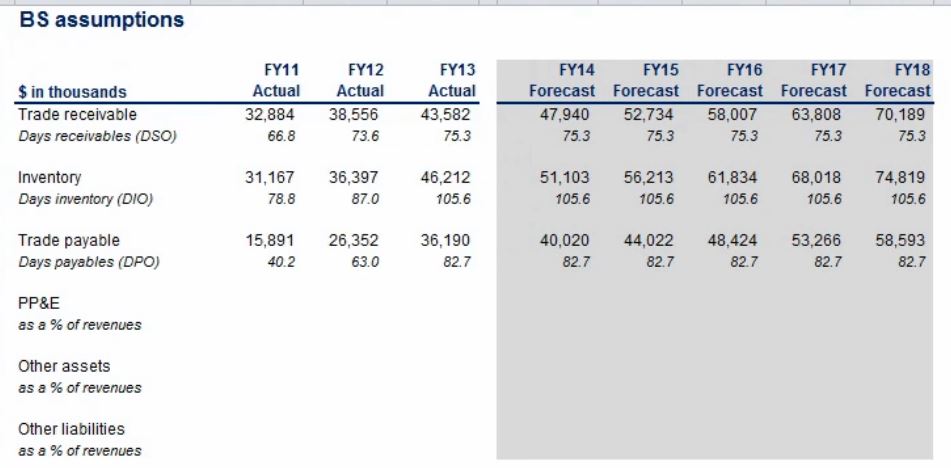 BS assumptions
FY11 FY12 FY13 FY14 FY15 FY16 FY17 FY18
$ in thousands Actual Actual Actual Forecast Forecast Forecast Forecast Forecast
Trade receivable 32,884 38,556 43,582 47,940 52,734 58,007 63,808 70,189
Days receivables (DSO) 66.8 73.6 75.3 75.3 75.3 75.3 75.3 75.3
Inventory 31,167 36,397 46,212 51,103 56,213 61,834 68,018 74,819
Days inventory (DIO) 78.8 87.0 105.6 105.6 105.6 105.6 105.6 105.6
Trade payable 15,891 26,352 36,190 40,020 44,022 48,424 53,266 58,593
Days payables (DPO) 40.2 63.0 82.7 82.7 82.7 82.7 82.7 82.7
PP&E
as a % of revenues
Other assets
as a % of revenues
Other liabilities
as a % of revenues